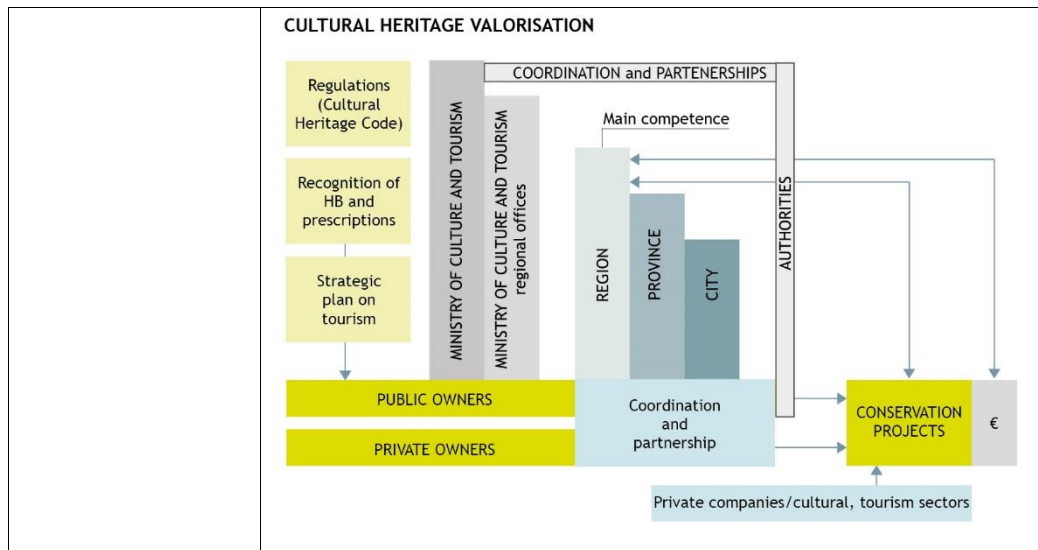 CULTURAL HERITAGE VALORISATION
Regulations
(Cultural
Heritage Code)
Recognition of
HB and
prescriptions
Strategic
plan on
tourism
MINISTRY OF CULTURE AND TOURISM
MINISTRY OF CULTURE AND TOURISM
regional offices
COORDINATION and PARTENERSHIPS
Main competence
REGION
PROVINCE
CITY
AUTHORITIES
PUBLIC OWNERS
PRIVATE OWNERS
Coordination
and
partnership
CONSERVATION
PROJECTS
€
Private companies/cultural, tourism sectors